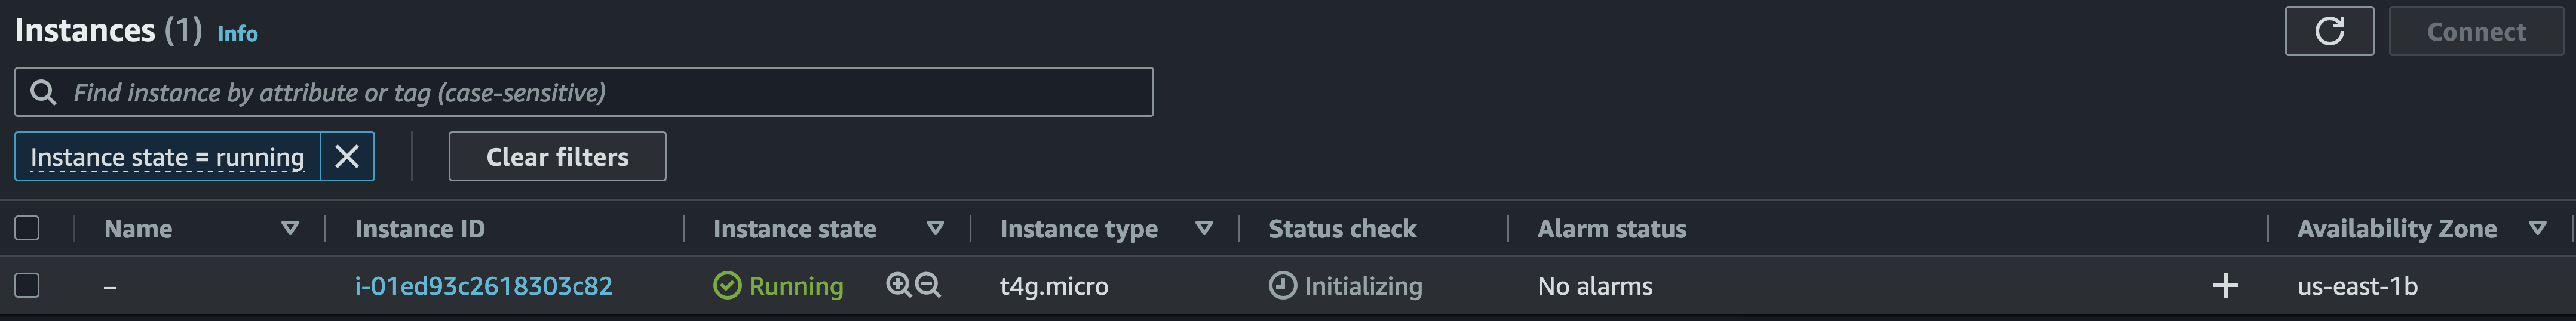 Instances (1) Info
Connect
Find instance by attribute or tag (case-sensitive)
Instance state = running
Clear filters
Name Instance ID Instance state Instance type Status check Alarm status Availability Zone
– i-01ed93c2618303c82 Running t4g.micro Initializing No alarms us-east-1b